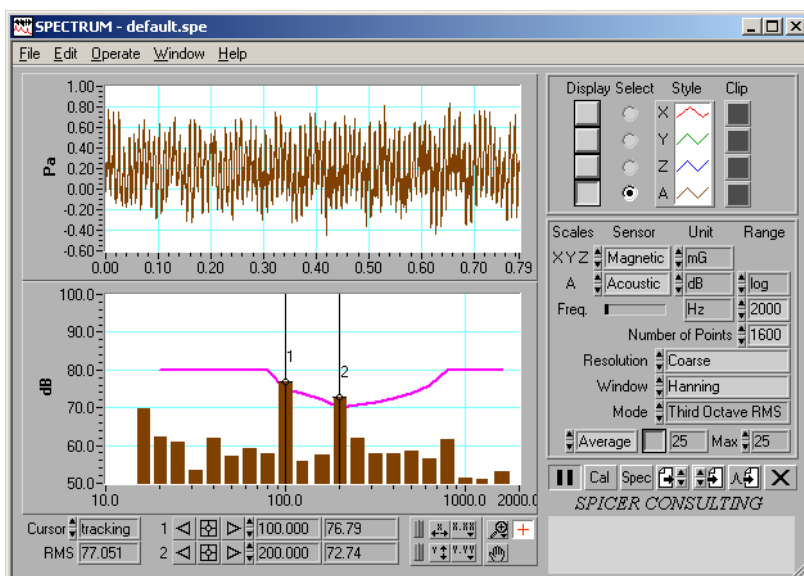 SPECTRUM - default.spe
File Edit Operate Window Help
Pa
1.00
0.80
0.60
0.40
0.20
0.00
-0.20
-0.40
-0.60
0.00 0.10 0.20 0.30 0.40 0.50 0.60 0.70 0.79
dB
100.0
90.0
80.0
70.0
60.0
50.0
1
2
10.0 100.0 1000.0 2000.0
Cursor tracking 1 100.000 76.79 X X.XX
RMS 77.051 2 200.000 72.74 Y Y.YY
Display Select Style Clip
X
Y
Z
A
Scales Sensor Unit Range
XYZ Magnetic mG
A Acoustic dB log
Freq. Hz 2000
Number of Points 1600
Resolution Coarse
Window Hanning
Mode Third Octave RMS
Average 25 Max 25
Cal Spec
SPICER CONSULTING